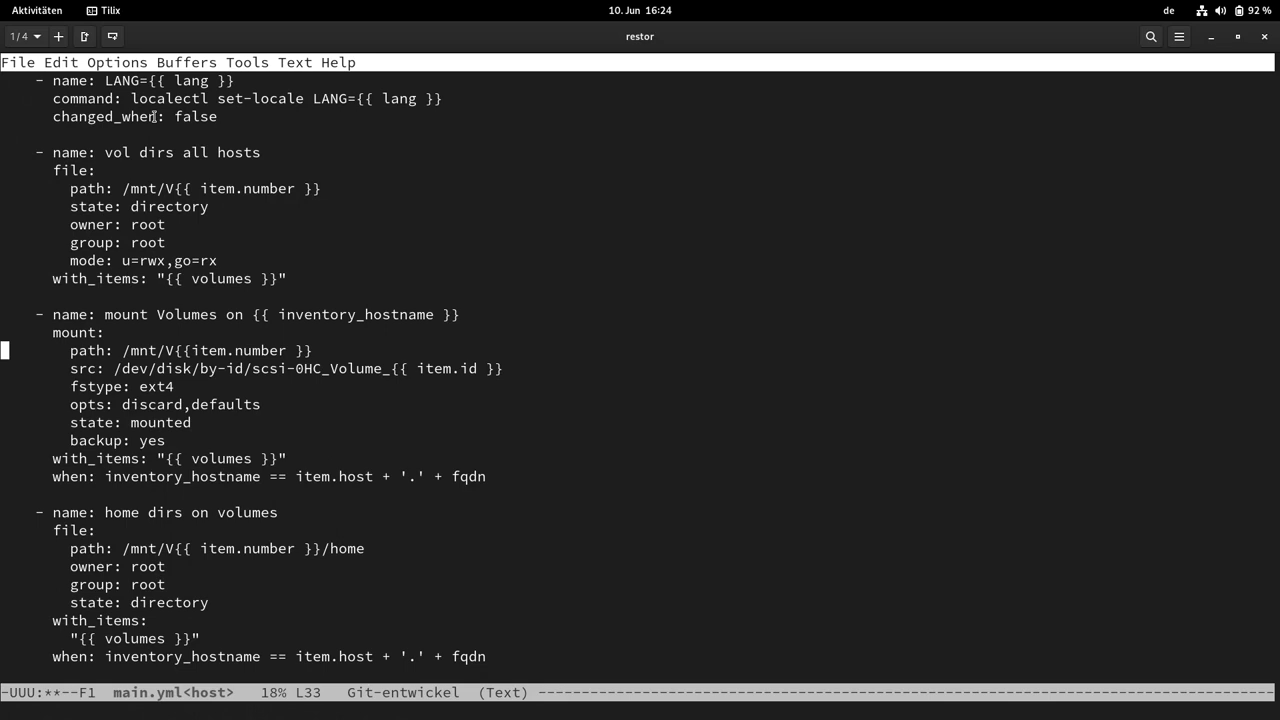 Aktivitäten Tilix 10. Jun 16:24 de 92 %
1/4 restor
File Edit Options Buffers Tools Text Help
    - name: LANG={{ lang }}
      command: localectl set-locale LANG={{ lang }}
      changed_when: false

    - name: vol dirs all hosts
      file:
        path: /mnt/V{{ item.number }}
        state: directory
        owner: root
        group: root
        mode: u=rwx,go=rx
      with_items: "{{ volumes }}"

    - name: mount Volumes on {{ inventory_hostname }}
      mount:
        path: /mnt/V{{item.number }}
        src: /dev/disk/by-id/scsi-0HC_Volume_{{ item.id }}
        fstype: ext4
        opts: discard,defaults
        state: mounted
        backup: yes
      with_items: "{{ volumes }}"
      when: inventory_hostname == item.host + '.' + fqdn

    - name: home dirs on volumes
      file:
        path: /mnt/V{{ item.number }}/home
        owner: root
        group: root
        state: directory
      with_items:
        "{{ volumes }}"
      when: inventory_hostname == item.host + '.' + fqdn

-UUU:**--F1  main.yml<host>   18% L33   Git-entwickel  (Text) --------------------------------------------------------------------------------------